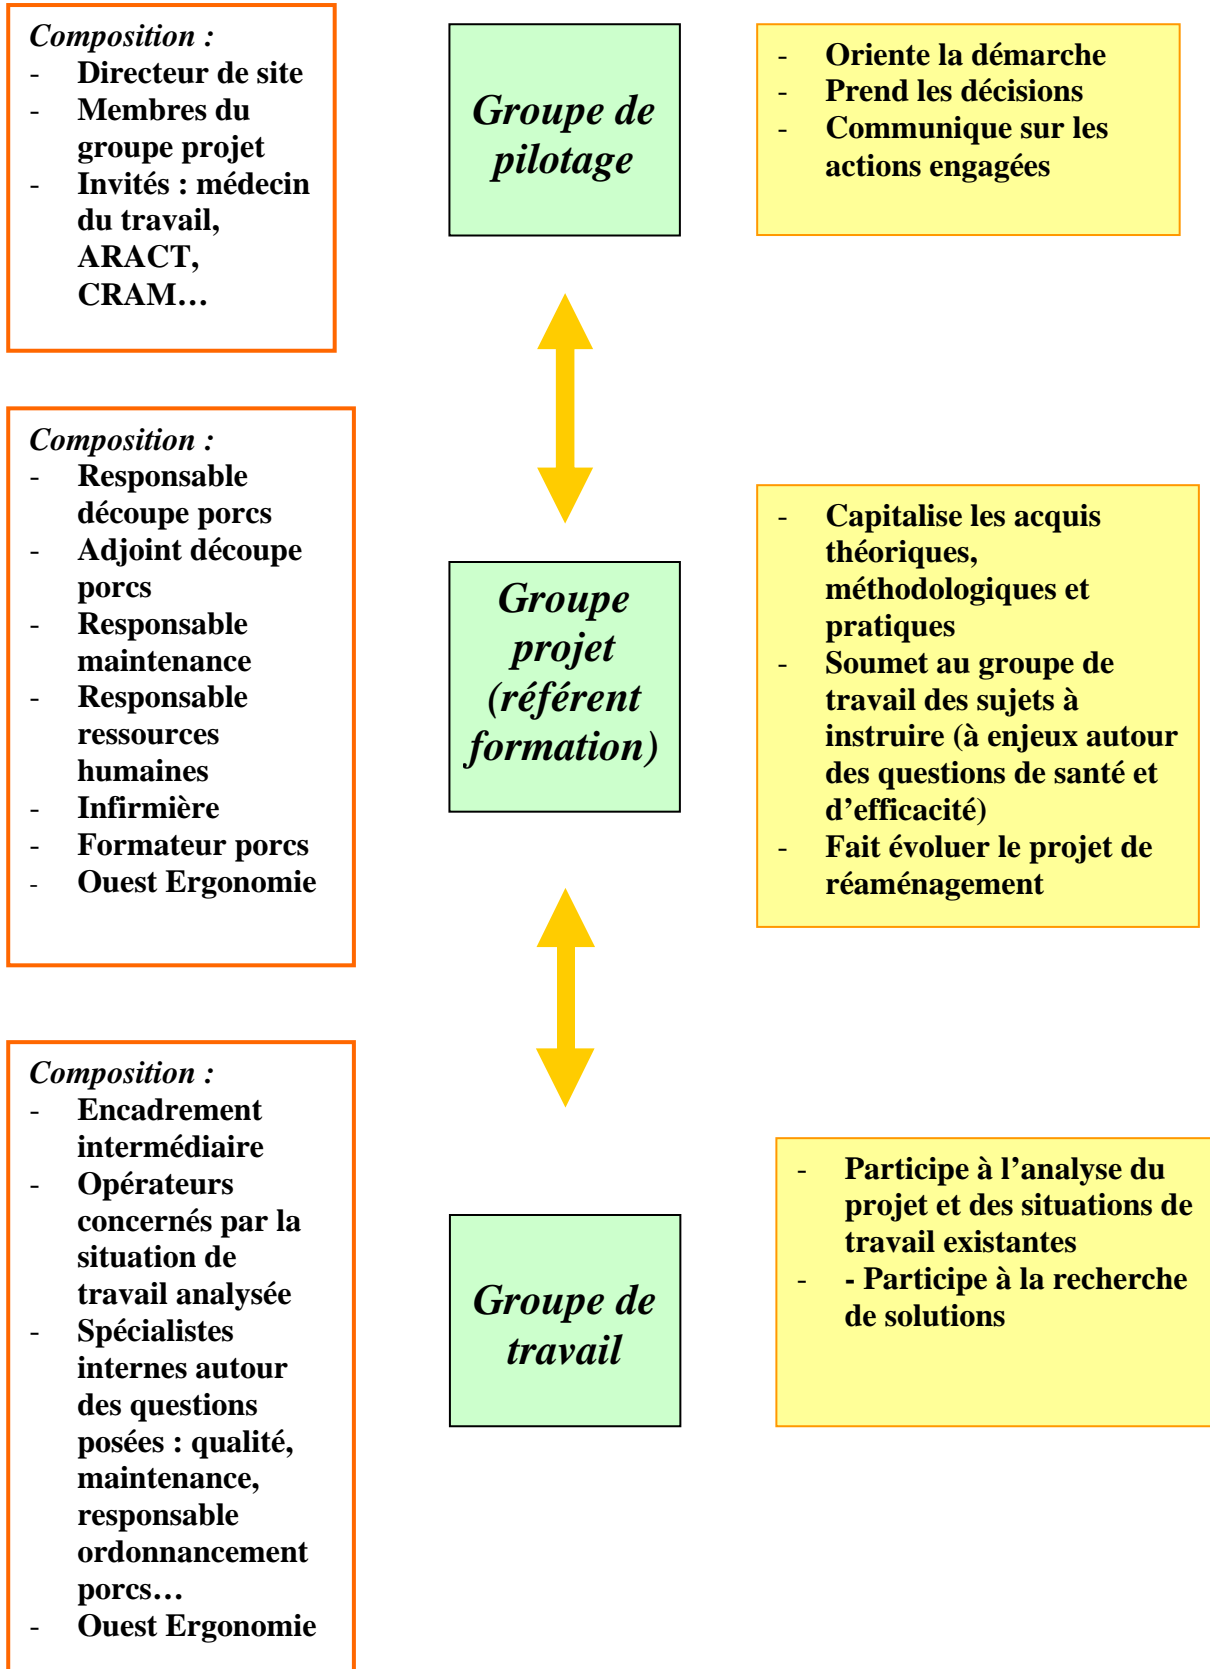 Composition :
- Directeur de site
- Membres du
groupe projet
- Invités : médecin
du travail,
ARACT,
CRAM…
Groupe de
pilotage
- Oriente la démarche
- Prend les décisions
- Communique sur les
actions engagées
Composition :
- Responsable
découpe porcs
- Adjoint découpe
porcs
- Responsable
maintenance
- Responsable
ressources
humaines
- Infirmière
- Formateur porcs
- Ouest Ergonomie
Groupe
projet
(référent
formation)
- Capitalise les acquis
théoriques,
méthodologiques et
pratiques
- Soumet au groupe de
travail des sujets à
instruire (à enjeux autour
des questions de santé et
d’efficacité)
- Fait évoluer le projet de
réaménagement
Composition :
- Encadrement
intermédiaire
- Opérateurs
concernés par la
situation de
travail analysée
- Spécialistes
internes autour
des questions
posées : qualité,
maintenance,
responsable
ordonnancement
porcs…
- Ouest Ergonomie
Groupe de
travail
- Participe à l’analyse du
projet et des situations de
travail existantes
- - Participe à la recherche
de solutions